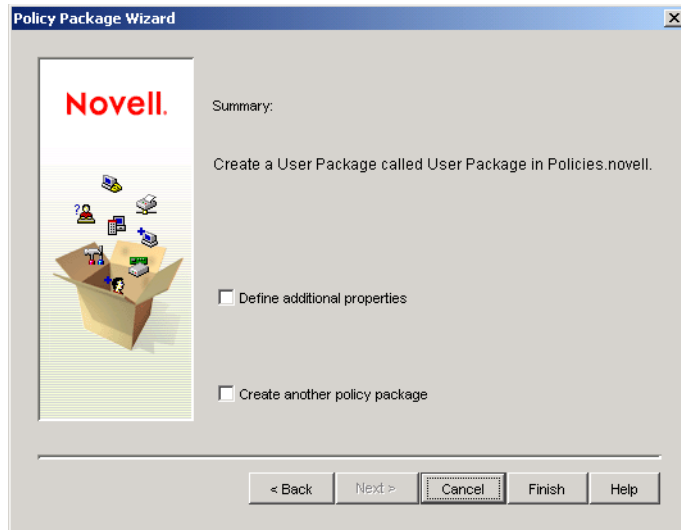 Policy Package Wizard
Novell.
Summary:
Create a User Package called User Package in Policies.novell.
Define additional properties
Create another policy package
< Back
Next >
Cancel
Finish
Help